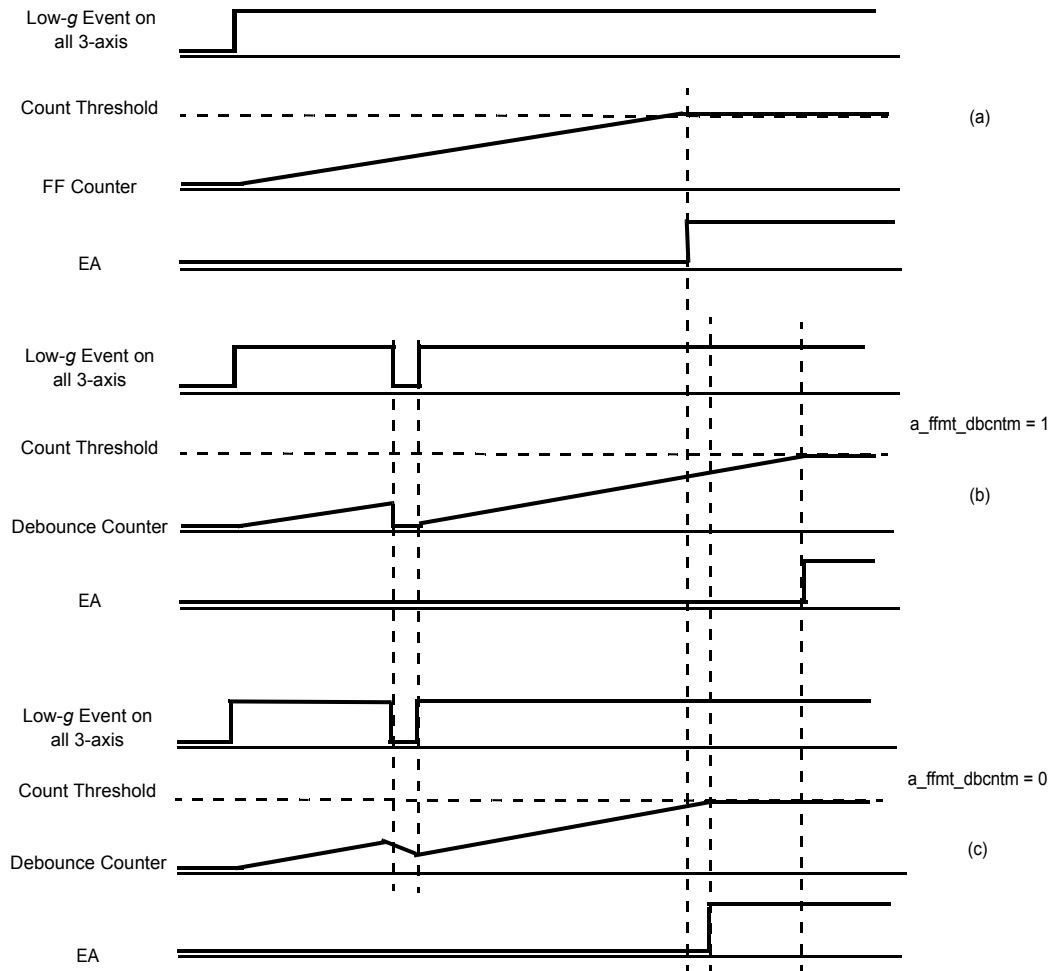 Low-g Event on
all 3-axis
Count Threshold
(a)
FF Counter
EA
Low-g Event on
all 3-axis
a_ffmt_dbcntm = 1
Count Threshold
(b)
Debounce Counter
EA
Low-g Event on
all 3-axis
a_ffmt_dbcntm = 0
Count Threshold
(c)
Debounce Counter
EA